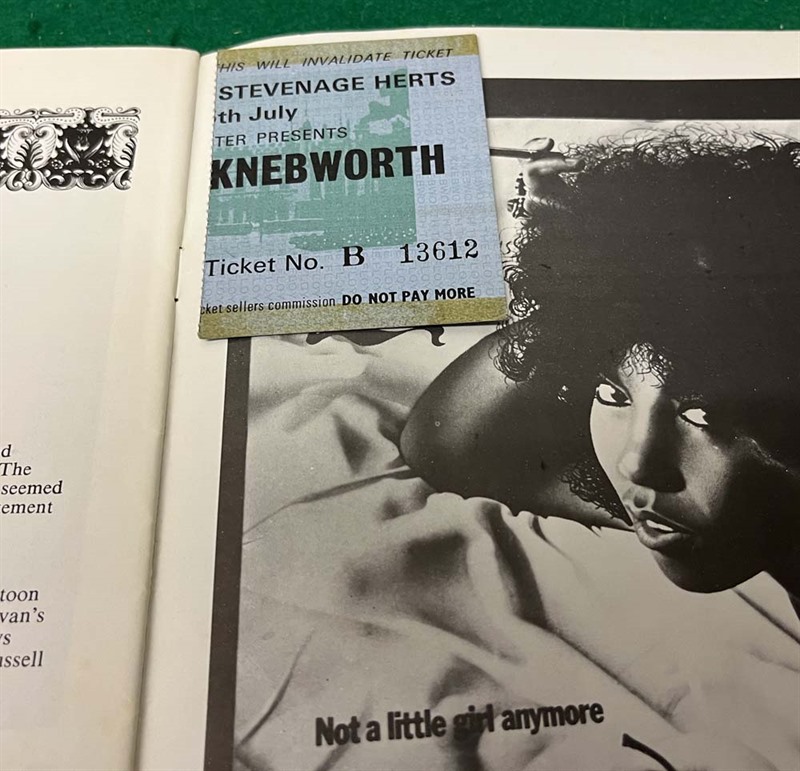 THIS WILL INVALIDATE TICKET
STEVENAGE HERTS
th July
TER PRESENTS
KNEBWORTH
Ticket No. B 13612
cket sellers commission DO NOT PAY MORE
d
The
seemed
ement
toon
van's
s
ussell
Not a little girl anymore